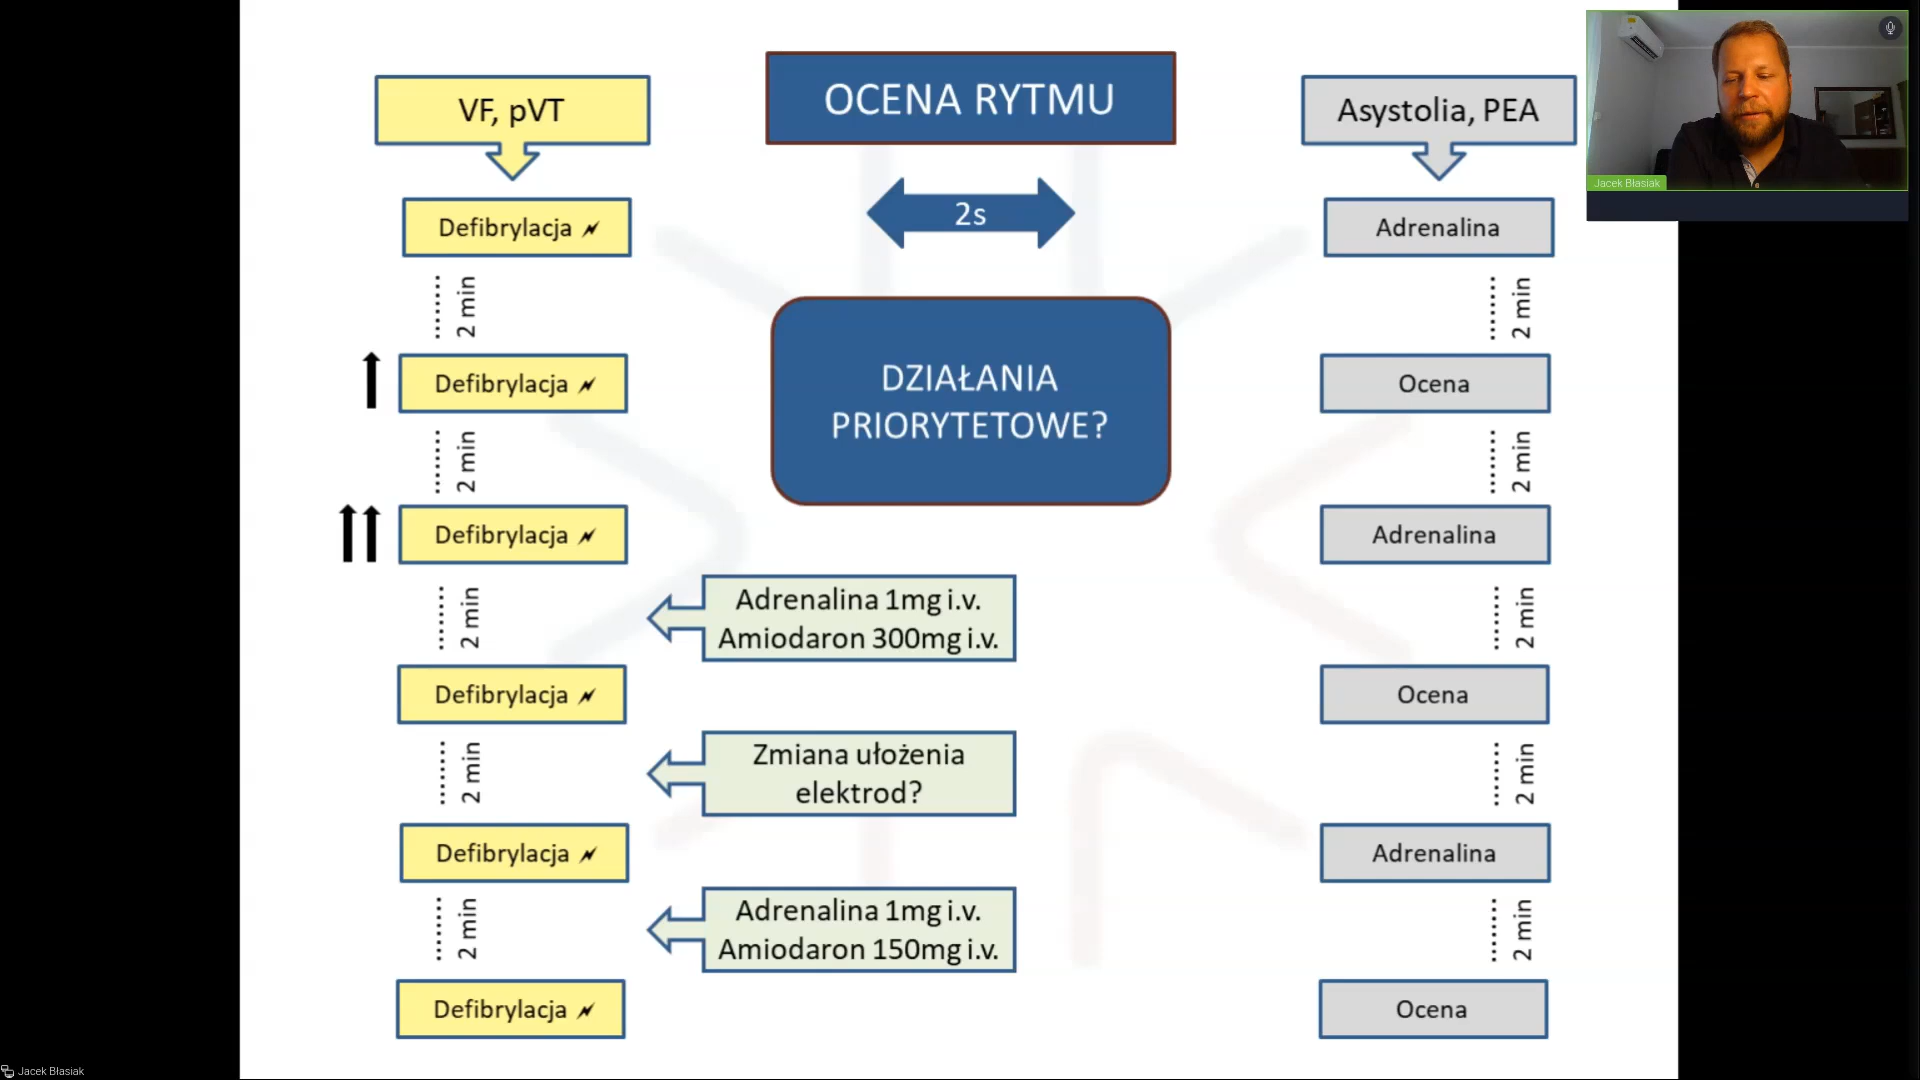 VF, pVT
OCENA RYTMU
Asystolia, PEA
2s
DZIAŁANIA
PRIORYTETOWE?
Defibrylacja
2 min
Defibrylacja
2 min
Defibrylacja
2 min
Adrenalina 1mg i.v.
Amiodaron 300mg i.v.
Defibrylacja
2 min
Zmiana ułożenia
elektrod?
Defibrylacja
2 min
Adrenalina 1mg i.v.
Amiodaron 150mg i.v.
Defibrylacja
Adrenalina
2 min
Ocena
2 min
Adrenalina
2 min
Ocena
2 min
Adrenalina
2 min
Ocena
Jacek Błasiak
Jacek Błasiak